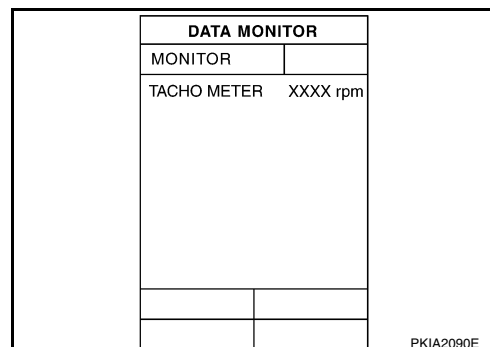 DATA MONITOR
MONITOR
TACHO METER XXXX rpm
PKIA2090E